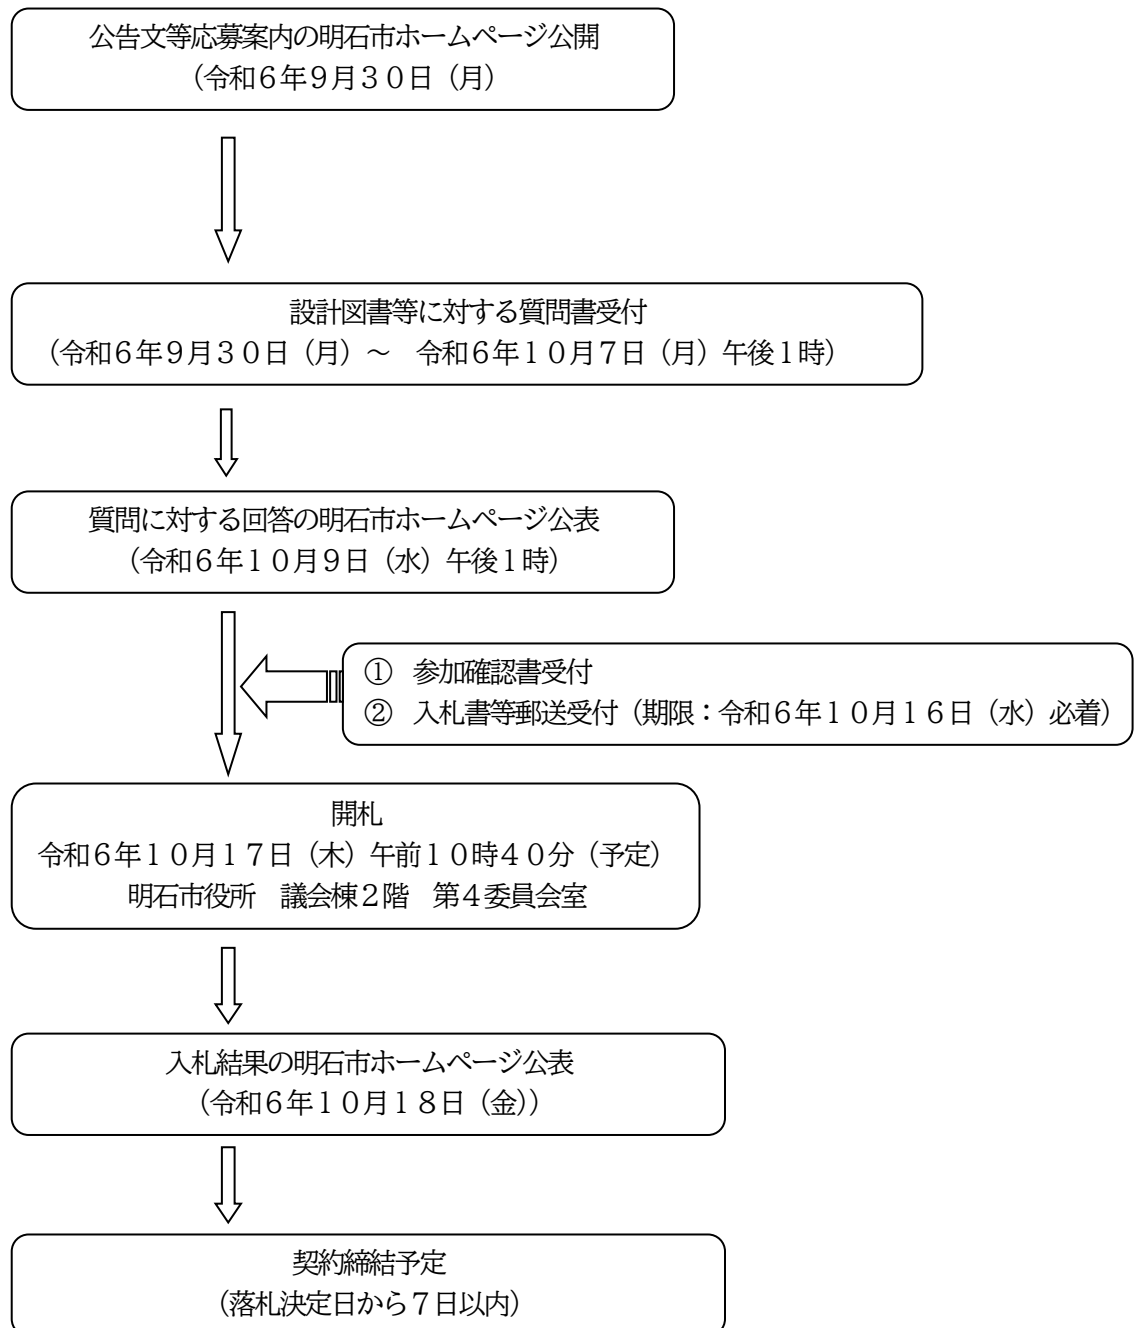 公告文等応募案内の明石市ホームページ公開
（令和６年９月３０日（月）
設計図書等に対する質問書受付
（令和６年９月３０日（月）～　令和６年１０月７日（月）午後１時）
質問に対する回答の明石市ホームページ公表
（令和６年１０月９日（水）午後１時）
①　参加確認書受付
②　入札書等郵送受付（期限：令和６年１０月１６日（水）必着）
開札
令和６年１０月１７日（木）午前１０時４０分（予定）
明石市役所　議会棟２階　第４委員会室
入札結果の明石市ホームページ公表
（令和６年１０月１８日（金））
契約締結予定
（落札決定日から７日以内）